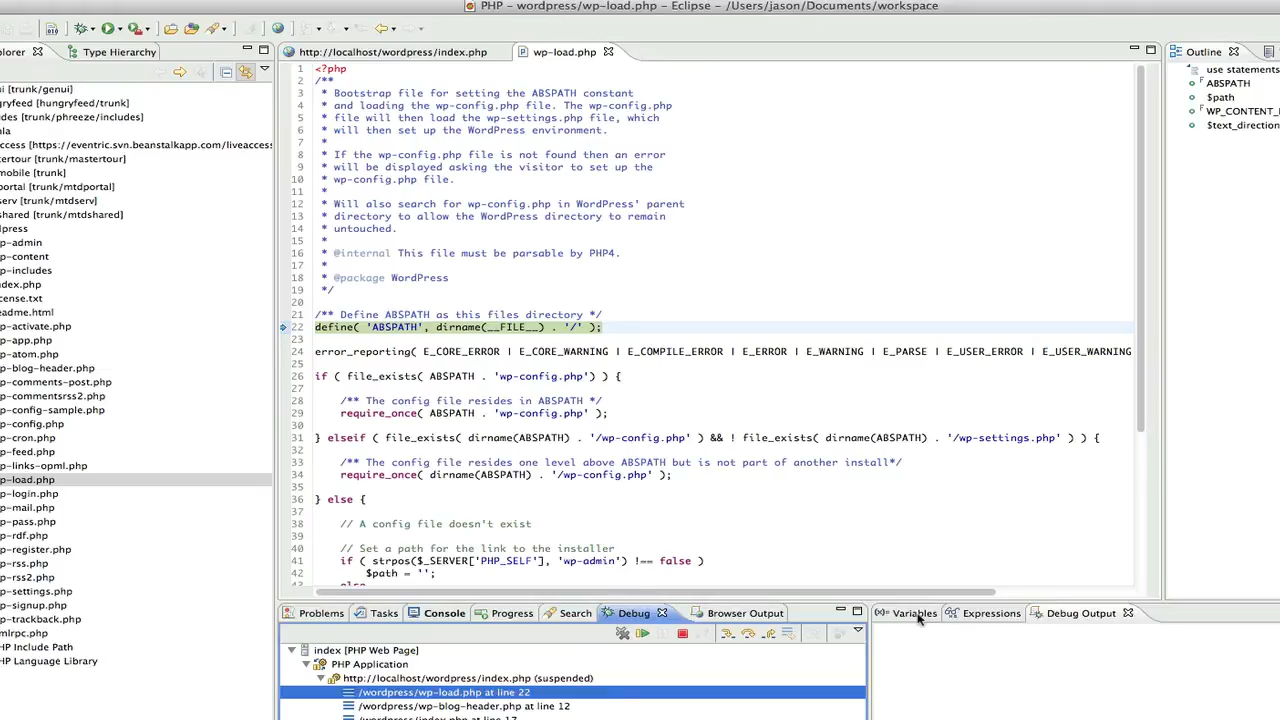 PHP - wordpress/wp-load.php - Eclipse - /Users/jason/Documents/workspace
plorer
Type Hierarchy
http://localhost/wordpress/index.php
wp-load.php
Outline
ui [trunk/genui]
gryfeed [trunk/hungryfeed/trunk]
udes [trunk/phreeze/includes]
ala
access [https://eventric.svn.beanstalkapp.com/liveaccess
tertour [trunk/mastertour]
mobile [trunk]
portal [trunk/mtdportal]
serv [trunk/mtdserv]
shared [trunk/mtdshared]
dpress
p-admin
p-content
p-includes
dex.php
cense.txt
adme.html
p-activate.php
p-app.php
p-atom.php
p-blog-header.php
p-comments-post.php
p-commentsrss2.php
p-config-sample.php
p-config.php
p-cron.php
p-feed.php
p-links-opml.php
p-load.php
p-login.php
p-mail.php
p-pass.php
p-rdf.php
p-register.php
p-rss.php
p-rss2.php
p-settings.php
p-signup.php
p-trackback.php
mlrpc.php
HP Include Path
HP Language Library
1 <?php
2 /**
3 * Bootstrap file for setting the ABSPATH constant
4 * and loading the wp-config.php file. The wp-config.php
5 * file will then load the wp-settings.php file, which
6 * will then set up the WordPress environment.
7 *
8 * If the wp-config.php file is not found then an error
9 * will be displayed asking the visitor to set up the
10 * wp-config.php file.
11 *
12 * Will also search for wp-config.php in WordPress' parent
13 * directory to allow the WordPress directory to remain
14 * untouched.
15 *
16 * @internal This file must be parsable by PHP4.
17 *
18 * @package WordPress
19 */
20
21 /** Define ABSPATH as this files directory */
22 define( 'ABSPATH', dirname(__FILE__) . '/' );
23
24 error_reporting( E_CORE_ERROR | E_CORE_WARNING | E_COMPILE_ERROR | E_ERROR | E_WARNING | E_PARSE | E_USER_ERROR | E_USER_WARNING
25
26 if ( file_exists( ABSPATH . 'wp-config.php') ) {
27
28 /** The config file resides in ABSPATH */
29 require_once( ABSPATH . 'wp-config.php' );
30
31 } elseif ( file_exists( dirname(ABSPATH) . '/wp-config.php' ) && ! file_exists( dirname(ABSPATH) . '/wp-settings.php' ) ) {
32
33 /** The config file resides one level above ABSPATH but is not part of another install*/
34 require_once( dirname(ABSPATH) . '/wp-config.php' );
35
36 } else {
37
38 // A config file doesn't exist
39
40 // Set a path for the link to the installer
41 if ( strpos($_SERVER['PHP_SELF'], 'wp-admin') !== false )
42 $path = '';
43 else
use statements
ABSPATH
$path
WP_CONTENT_
$text_direction
Problems
Tasks
Console
Progress
Search
Debug
Browser Output
Variables
Expressions
Debug Output
index [PHP Web Page]
PHP Application
http://localhost/wordpress/index.php (suspended)
/wordpress/wp-load.php at line 22
/wordpress/wp-blog-header.php at line 12
/wordpress/index.php at line 17